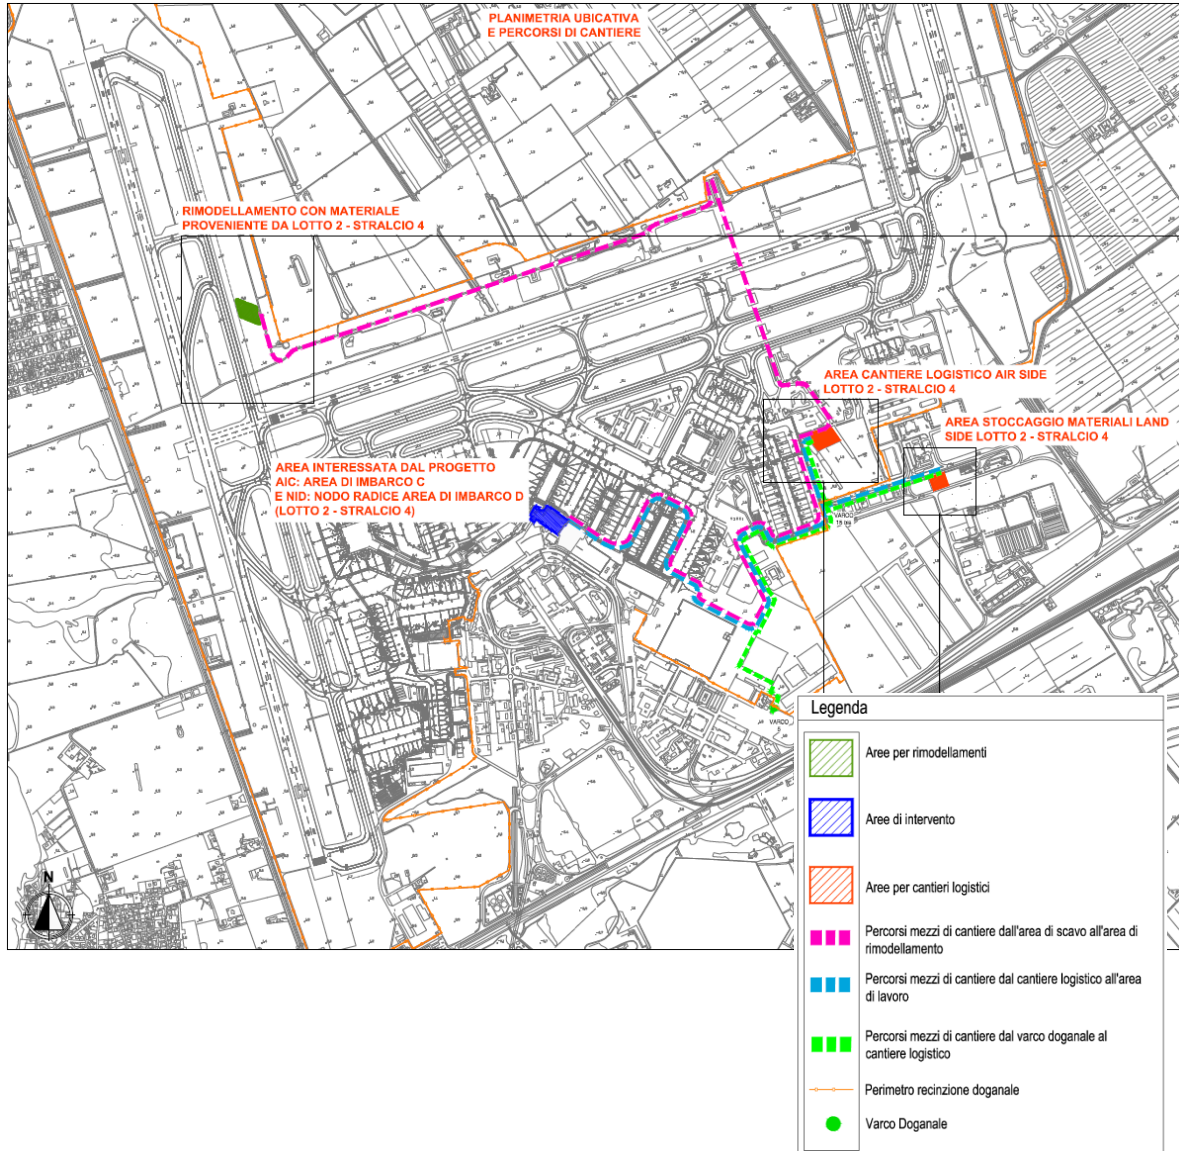 PLANIMETRIA UBICATIVA
E PERCORSI DI CANTIERE
RIMODELLAMENTO CON MATERIALE
PROVENIENTE DA LOTTO 2 - STRALCIO 4
AREA CANTIERE LOGISTICO AIR SIDE
LOTTO 2 - STRALCIO 4
AREA STOCCAGGIO MATERIALI LAND
SIDE LOTTO 2 - STRALCIO 4
AREA INTERESSATA DAL PROGETTO
AIC: AREA DI IMBARCO C
E NID: NODO RADICE AREA DI IMBARCO D
(LOTTO 2 - STRALCIO 4)
VARCO
VARCO
N
Legenda
Aree per rimodellamenti
Aree di intervento
Aree per cantieri logistici
Percorsi mezzi di cantiere dall'area di scavo all'area di
rimodellamento
Percorsi mezzi di cantiere dal cantiere logistico all'area
di lavoro
Percorsi mezzi di cantiere dal varco doganale al
cantiere logistico
Perimetro recinzione doganale
Varco Doganale